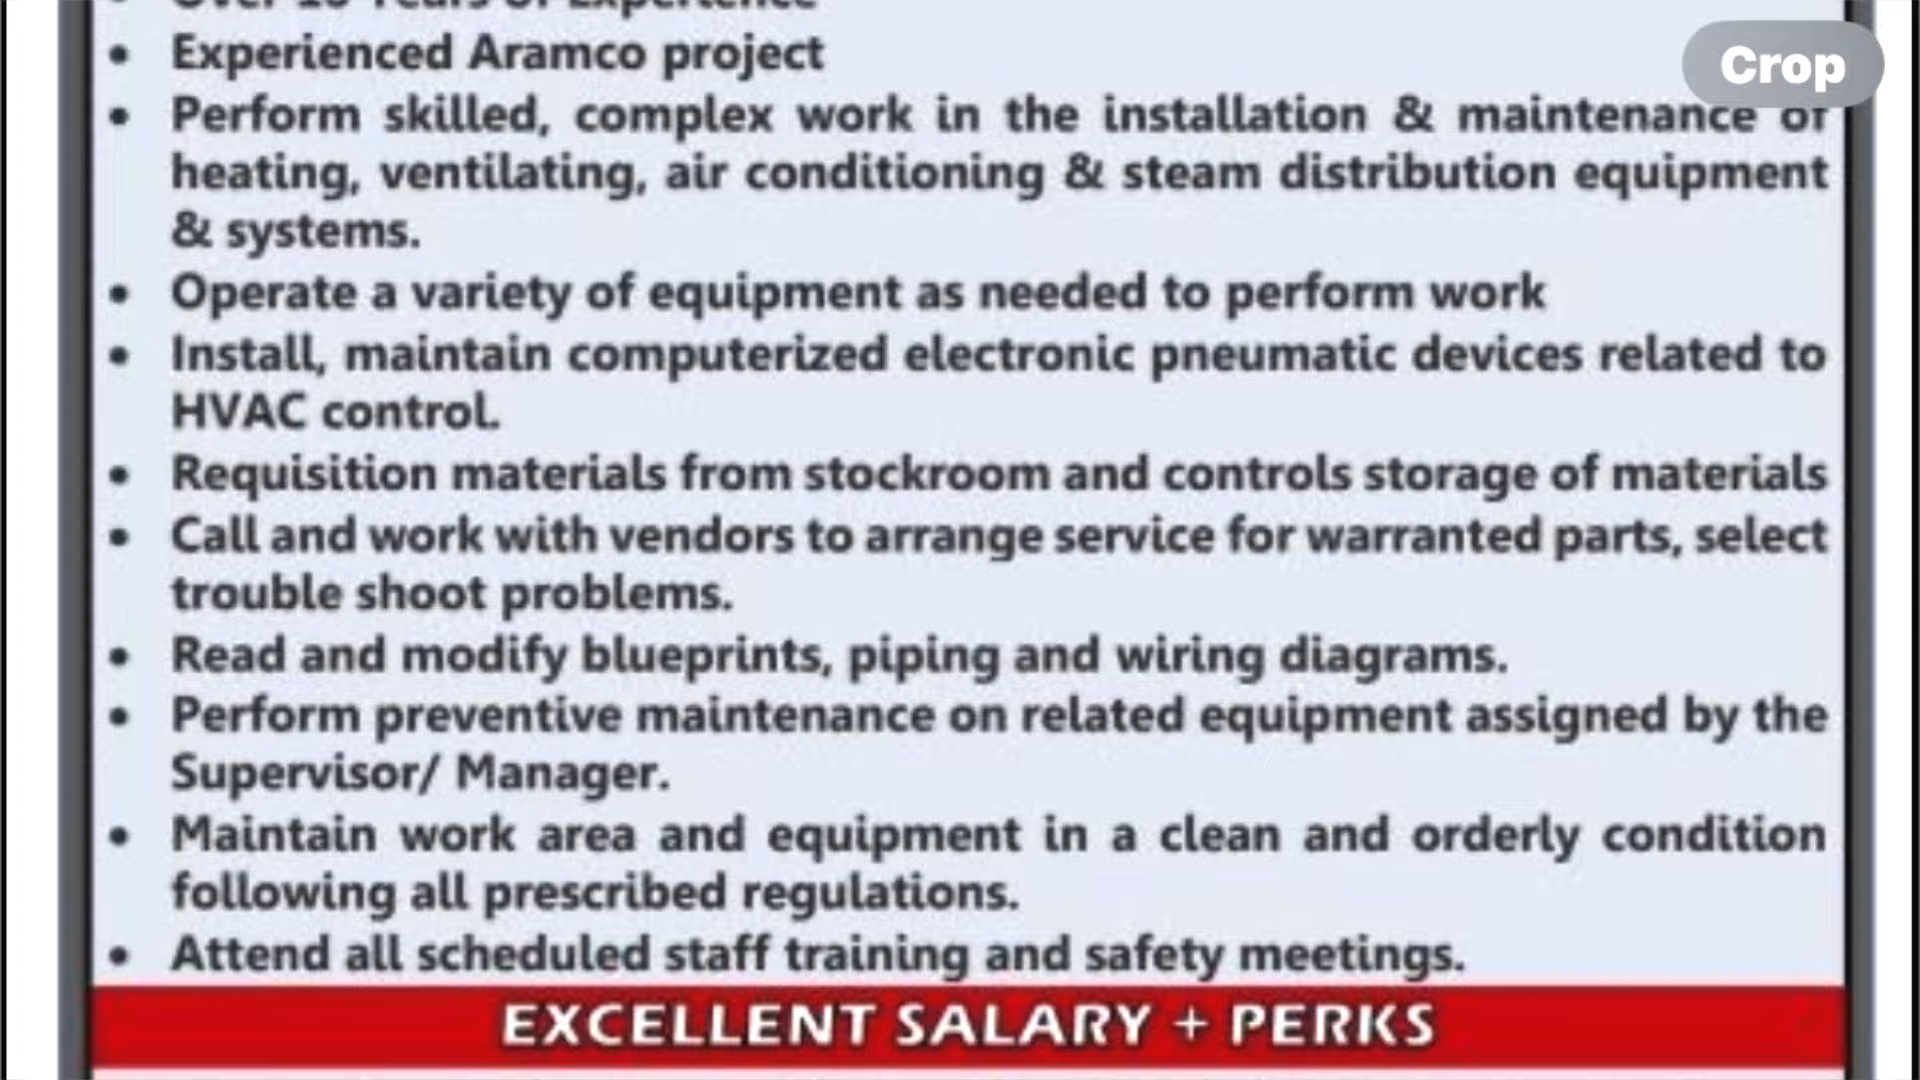 Over 10 Years of Experience
• Experienced Aramco project
Crop
• Perform skilled, complex work in the installation & maintenance of
heating, ventilating, air conditioning & steam distribution equipment
& systems.
• Operate a variety of equipment as needed to perform work
• Install, maintain computerized electronic pneumatic devices related to
HVAC control.
• Requisition materials from stockroom and controls storage of materials
• Call and work with vendors to arrange service for warranted parts, select
trouble shoot problems.
• Read and modify blueprints, piping and wiring diagrams.
• Perform preventive maintenance on related equipment assigned by the
Supervisor/ Manager.
• Maintain work area and equipment in a clean and orderly condition
following all prescribed regulations.
• Attend all scheduled staff training and safety meetings.
EXCELLENT SALARY + PERKS